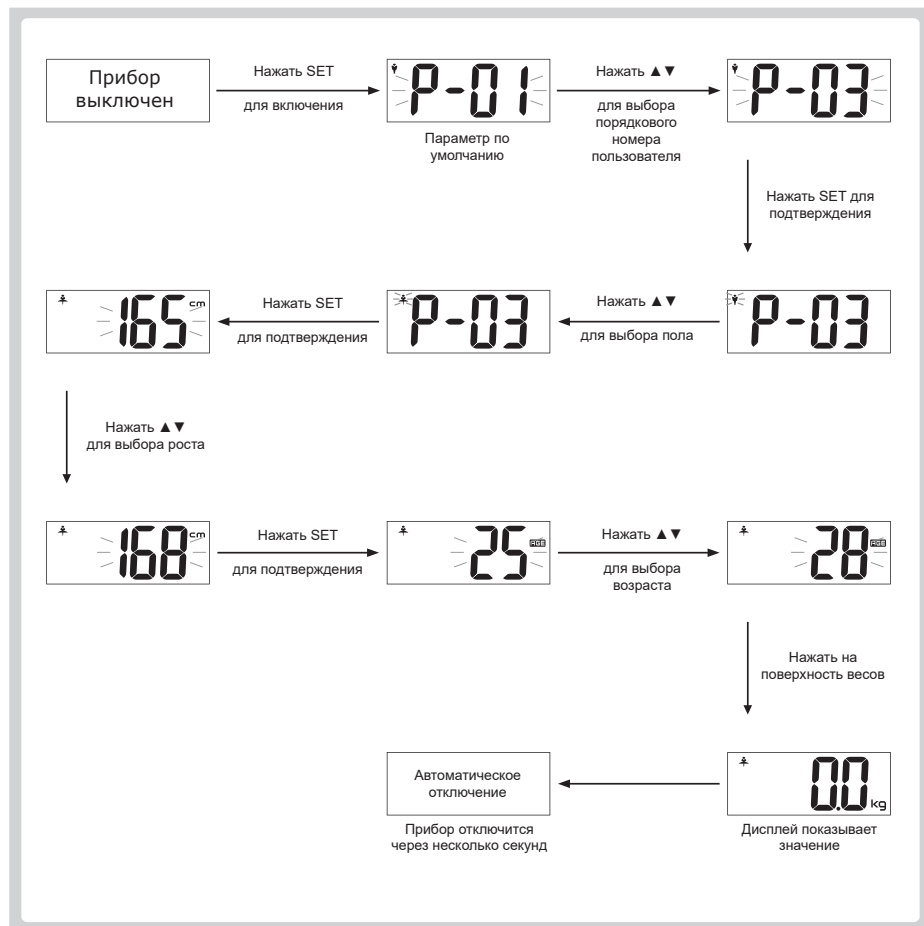 Прибор
выключен
Нажать SET
для включения
P-01
Параметр по
умолчанию
Нажать ▲▼
для выбора
порядкового
номера
пользователя
P-03
Нажать SET для
подтверждения
P-03
Нажать ▲▼
для выбора пола
P-03
Нажать SET
для подтверждения
165 cm
Нажать ▲▼
для выбора роста
168 cm
Нажать SET
для подтверждения
25 AGE
Нажать ▲▼
для выбора
возраста
28 AGE
Нажать на
поверхность весов
0.0 kg
Дисплей показывает
значение
Автоматическое
отключение
Прибор отключится
через несколько секунд